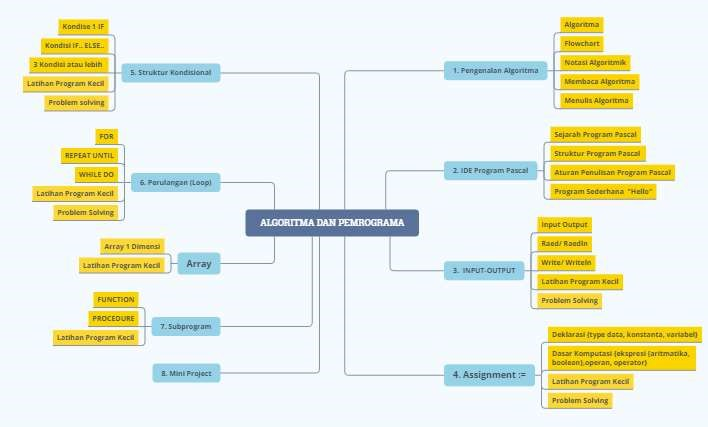 ALGORITMA DAN PEMROGRAMA
1. Pengenalan Algoritma
Algoritma
Flowchart
Notasi Algoritmik
Membaca Algoritma
Menulis Algoritma
2. IDE Program Pascal
Sejarah Program Pascal
Struktur Program Pascal
Aturan Penulisan Program Pascal
Program Sederhana "Hello"
3. INPUT-OUTPUT
Input Output
Raed/ Raedln
Write/ Writeln
Latihan Program Kecil
Problem Solving
4. Assignment :=
Deklarasi (type data, konstanta, variabel)
Dasar Komputasi (ekspresi (aritmatika,
boolean),operan, operator)
Latihan Program Kecil
Problem Solving
5. Struktur Kondisional
Kondise 1 IF
Kondisi IF.. ELSE..
3 Kondisi atau lebih
Latihan Program Kecil
Problem solving
6. Perulangan (Loop)
FOR
REPEAT UNTIL
WHILE DO
Latihan Program Kecil
Problem Solving
Array
Array 1 Dimensi
Latihan Program Kecil
7. Subprogram
FUNCTION
PROCEDURE
Latihan Program Kecil
8. Mini Project